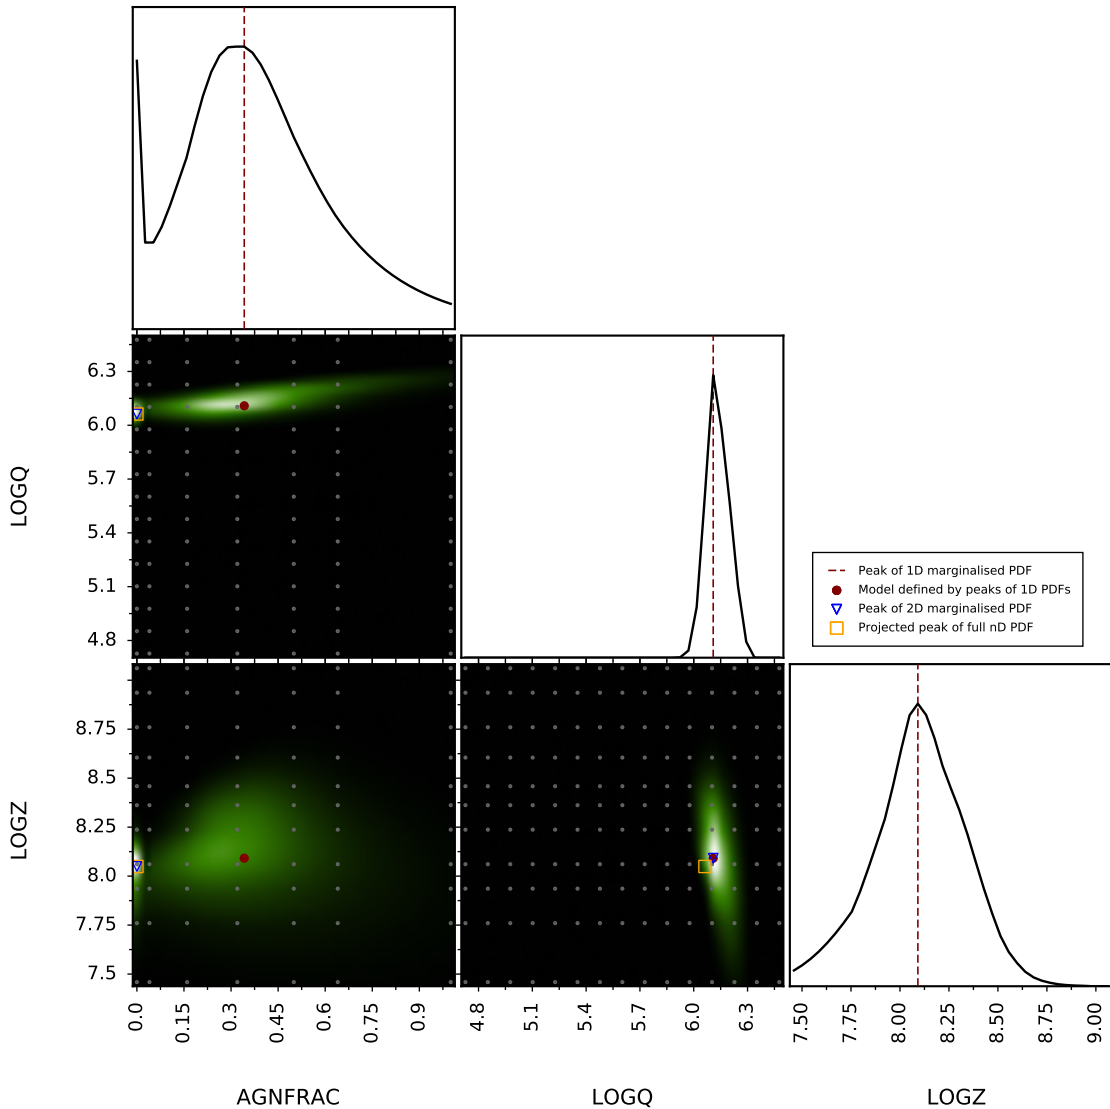 6.3
6.0
5.7
5.4
5.1
4.8
LOGQ
Peak of 1D marginalised PDF
Model defined by peaks of 1D PDFs
Peak of 2D marginalised PDF
Projected peak of full nD PDF
8.75
8.5
8.25
8.0
7.75
7.5
LOGZ
0.0 0.15 0.3 0.45 0.6 0.75 0.9
4.8 5.1 5.4 5.7 6.0 6.3
7.50 7.75 8.00 8.25 8.50 8.75 9.00
AGNFRAC LOGQ LOGZ